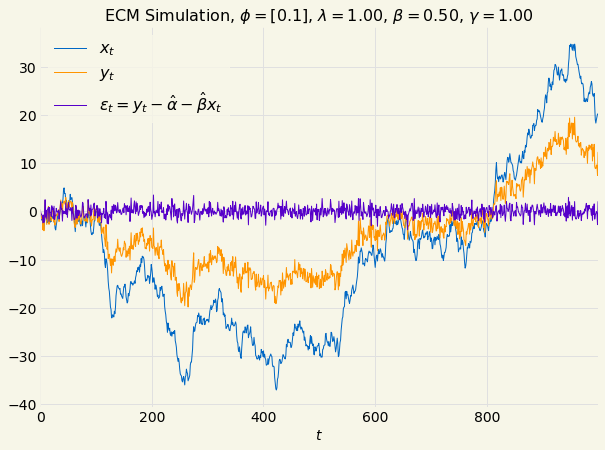 ECM Simulation, ϕ = [0.1], λ = 1.00, β = 0.50, γ = 1.00
x_t
y_t
ε_t = y_t − α̂ − β̂x_t
30
20
10
0
−10
−20
−30
−40
0 200 400 600 800
t